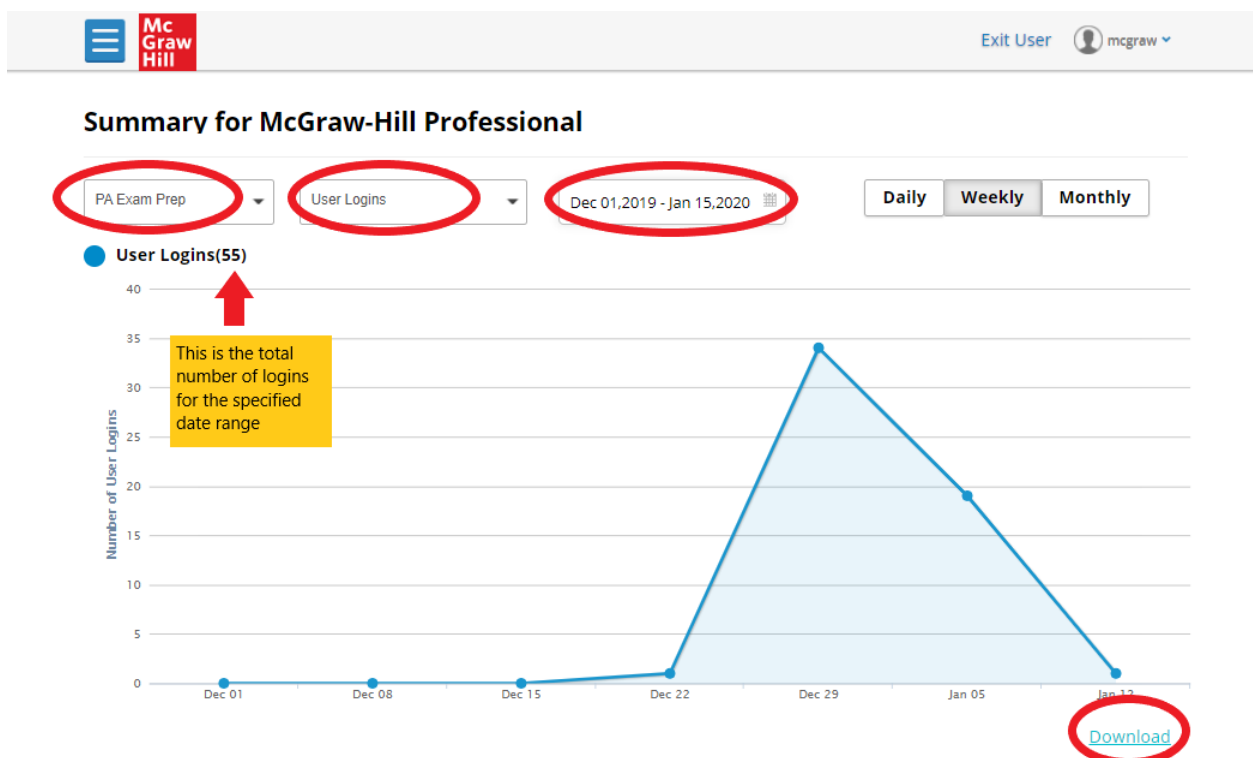 Mc
Graw
Hill
Exit User
mcgraw
Summary for McGraw-Hill Professional
PA Exam Prep
User Logins
Dec 01,2019 - Jan 15,2020
Daily Weekly Monthly
User Logins(55)
This is the total
number of logins
for the specified
date range
Number of User Logins
40
35
30
25
20
15
10
5
0
Dec 01 Dec 08 Dec 15 Dec 22 Dec 29 Jan 05 Jan 12
Download